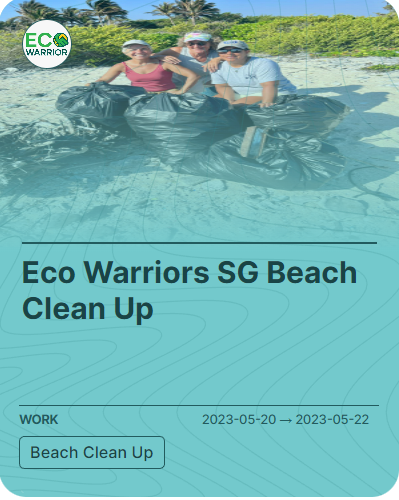 ECO
WARRIOR
Eco Warriors SG Beach
Clean Up
WORK 2023-05-20 → 2023-05-22
Beach Clean Up